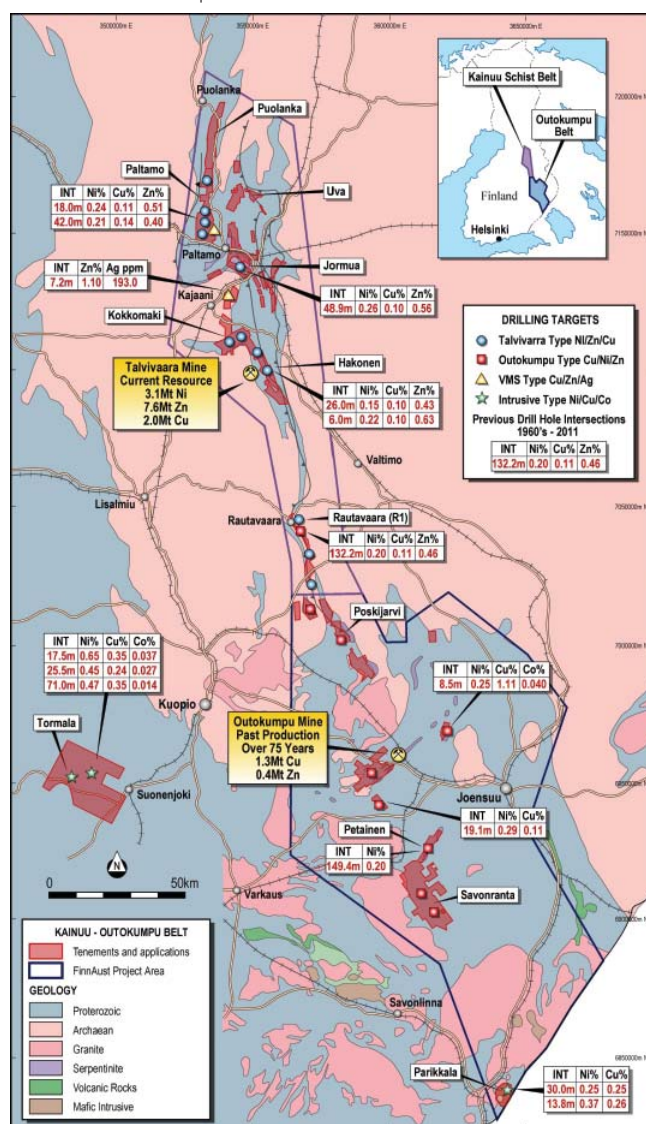 3500000m E
3600000m E
3650000m E
7200000m N
7150000m N
7050000m N
7000000m N
Kainuu Schist Belt
Outokumpu
Belt
Finland
Helsinki
Puolanka
Puolanka
Paltamo
Uva
INT Ni% Cu% Zn%
18.0m 0.24 0.11 0.51
42.0m 0.21 0.14 0.40
Paltamo
Jormua
INT Zn% Ag ppm
7.2m 1.10 193.0
Kajaani
INT Ni% Cu% Zn%
48.9m 0.26 0.10 0.56
Kokkomaki
Hakonen
Talvivaara Mine
Current Resource
3.1Mt Ni
7.6Mt Zn
2.0Mt Cu
INT Ni% Cu% Zn%
26.0m 0.15 0.10 0.43
6.0m 0.22 0.10 0.63
DRILLING TARGETS
Talvivarra Type Ni/Zn/Cu
Outokumpu Type Cu/Ni/Zn
VMS Type Cu/Zn/Ag
Intrusive Type Ni/Cu/Co
Previous Drill Hole Intersections
1960's - 2011
INT Ni% Cu% Zn%
132.2m 0.20 0.11 0.46
Valtimo
Lisalmiu
Rautavaara
Rautavaara (R1)
INT Ni% Cu% Zn%
132.2m 0.20 0.11 0.46
Poskijarvi
INT Ni% Cu% Co%
17.5m 0.65 0.35 0.037
25.5m 0.45 0.24 0.027
71.0m 0.47 0.35 0.014
INT Ni% Cu% Co%
8.5m 0.25 1.11 0.040
Kuopio
Tormala
Outokumpu Mine
Past Production
Over 75 Years
1.3Mt Cu
0.4Mt Zn
Suonenjoki
Joensuu
INT Ni% Cu%
19.1m 0.29 0.11
Petainen
INT Ni%
149.4m 0.20
N
0 50km
Varkaus
Savonranta
KAINUU - OUTOKUMPU BELT
Tenements and applications
FinnAust Project Area
GEOLOGY
Proterozoic
Archaean
Granite
Serpentinite
Volcanic Rocks
Mafic Intrusive
Savonlinna
Parikkala
INT Ni% Cu%
30.0m 0.25 0.25
13.8m 0.37 0.26